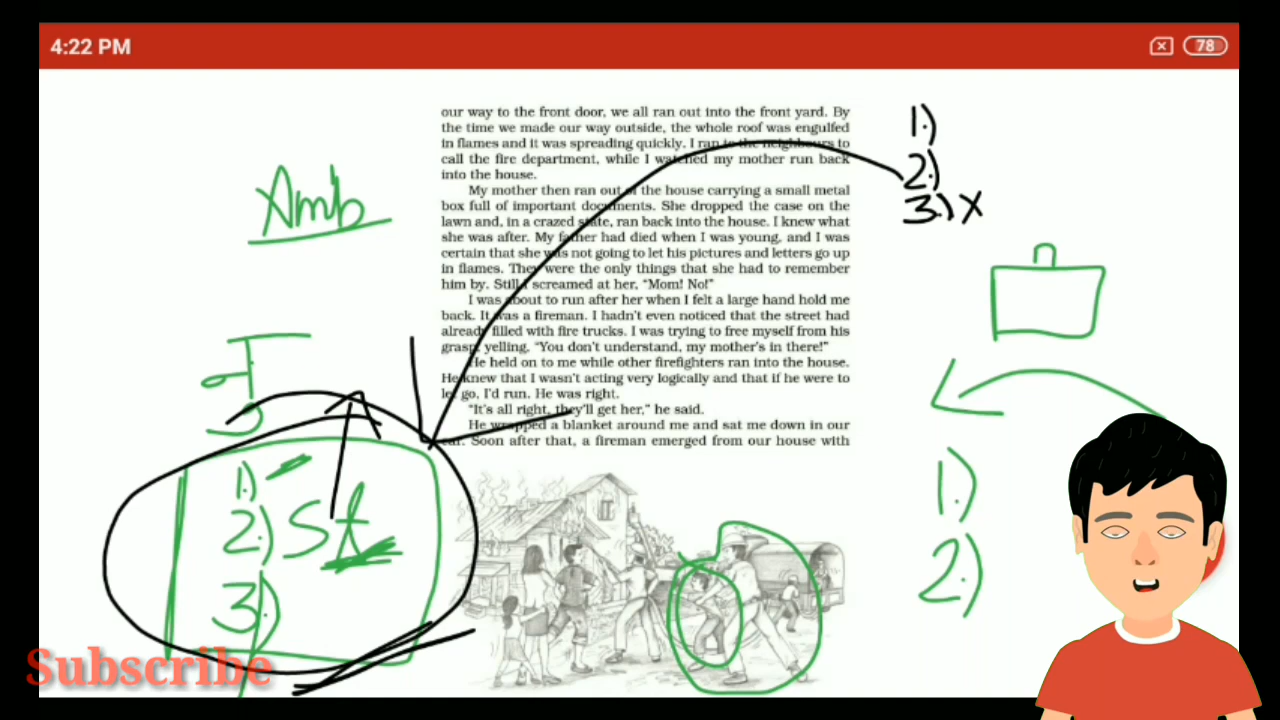 4:22 PM
78
our way to the front door, we all ran out into the front yard. By
the time we made our way outside, the whole roof was engulfed
in flames and it was spreading quickly. I ran to the neighbours to
call the fire department, while I watched my mother run back
into the house.
My mother then ran out of the house carrying a small metal
box full of important documents. She dropped the case on the
lawn and, in a crazed state, ran back into the house. I knew what
she was after. My father had died when I was young, and I was
certain that she was not going to let his pictures and letters go up
in flames. They were the only things that she had to remember
him by. Still I screamed at her, “Mom! No!”
I was about to run after her when I felt a large hand hold me
back. It was a fireman. I hadn’t even noticed that the street had
already filled with fire trucks. I was trying to free myself from his
grasp, yelling, “You don’t understand, my mother’s in there!”
He held on to me while other firefighters ran into the house.
He knew that I wasn’t acting very logically and that if he were to
let go, I’d run. He was right.
“It’s all right, they’ll get her,” he said.
He wrapped a blanket around me and sat me down in our
car. Soon after that, a fireman emerged from our house with
1.)
2.)
3.) x
Amb
1.)
2.) St
3.)
1.)
2.)
Subscribe